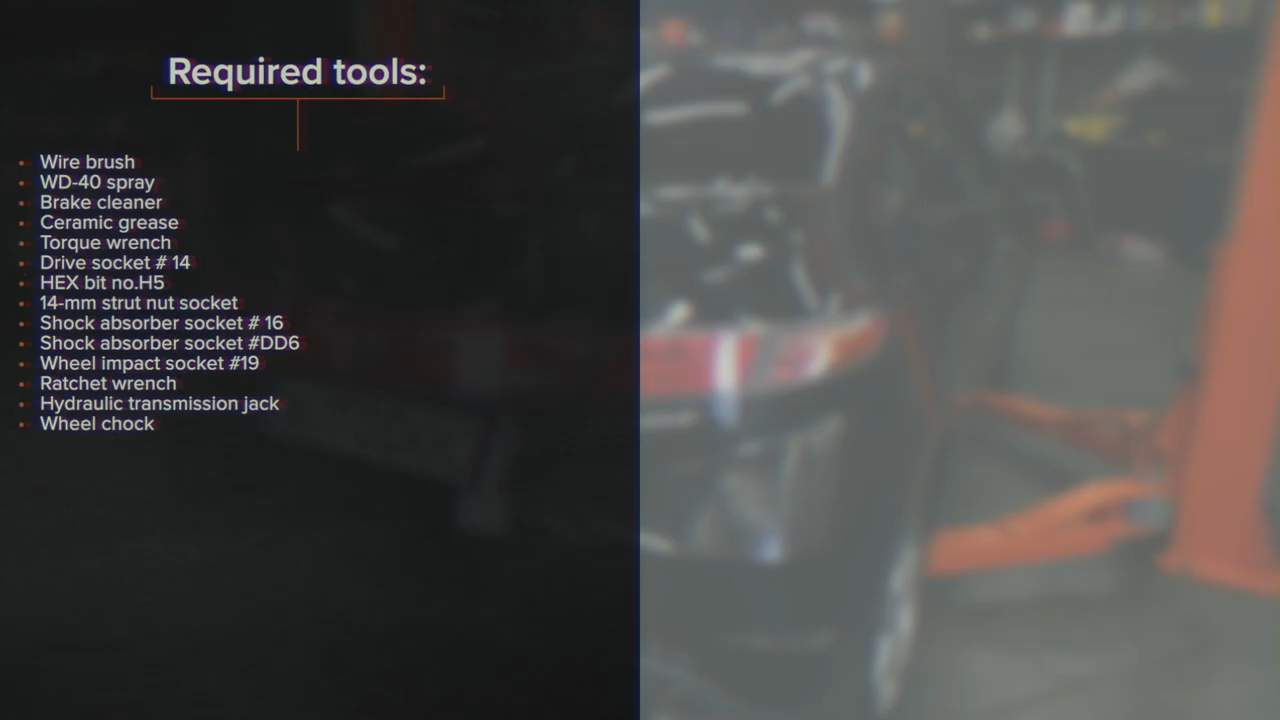 Required tools:
Wire brush
WD-40 spray
Brake cleaner
Ceramic grease
Torque wrench
Drive socket # 14
HEX bit no.H5
14-mm strut nut socket
Shock absorber socket # 16
Shock absorber socket #DD6
Wheel impact socket #19
Ratchet wrench
Hydraulic transmission jack
Wheel chock